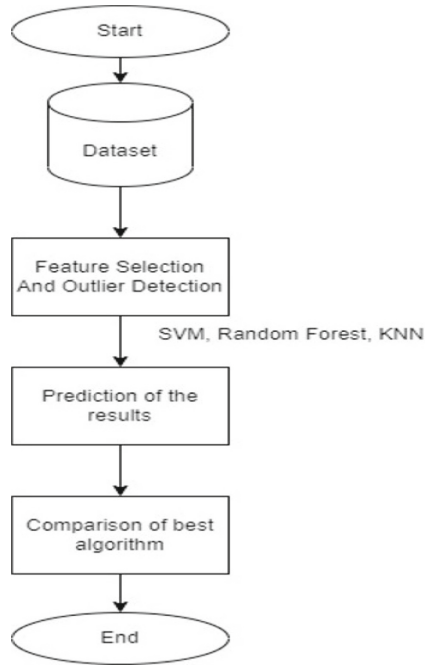 Start
Dataset
Feature Selection
And Outlier Detection
SVM, Random Forest, KNN
Prediction of the
results
Comparison of best
algorithm
End